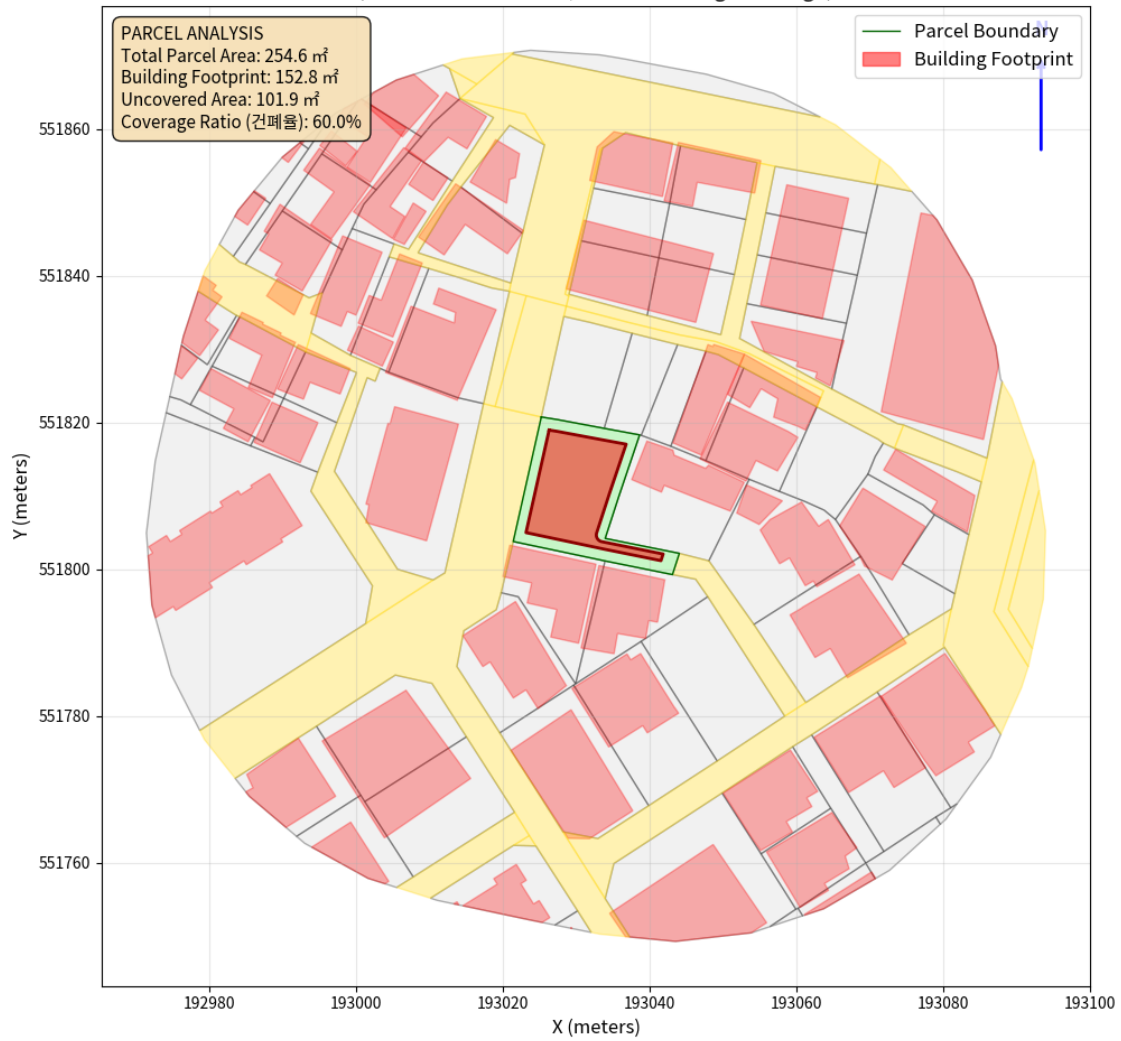 PARCEL ANALYSIS
Total Parcel Area: 254.6 ㎡
Building Footprint: 152.8 ㎡
Uncovered Area: 101.9 ㎡
Coverage Ratio (건폐율): 60.0%
Parcel Boundary
Building Footprint
N
551860
551840
551820
551800
551780
551760
Y (meters)
192980
193000
193020
193040
193060
193080
193100
X (meters)